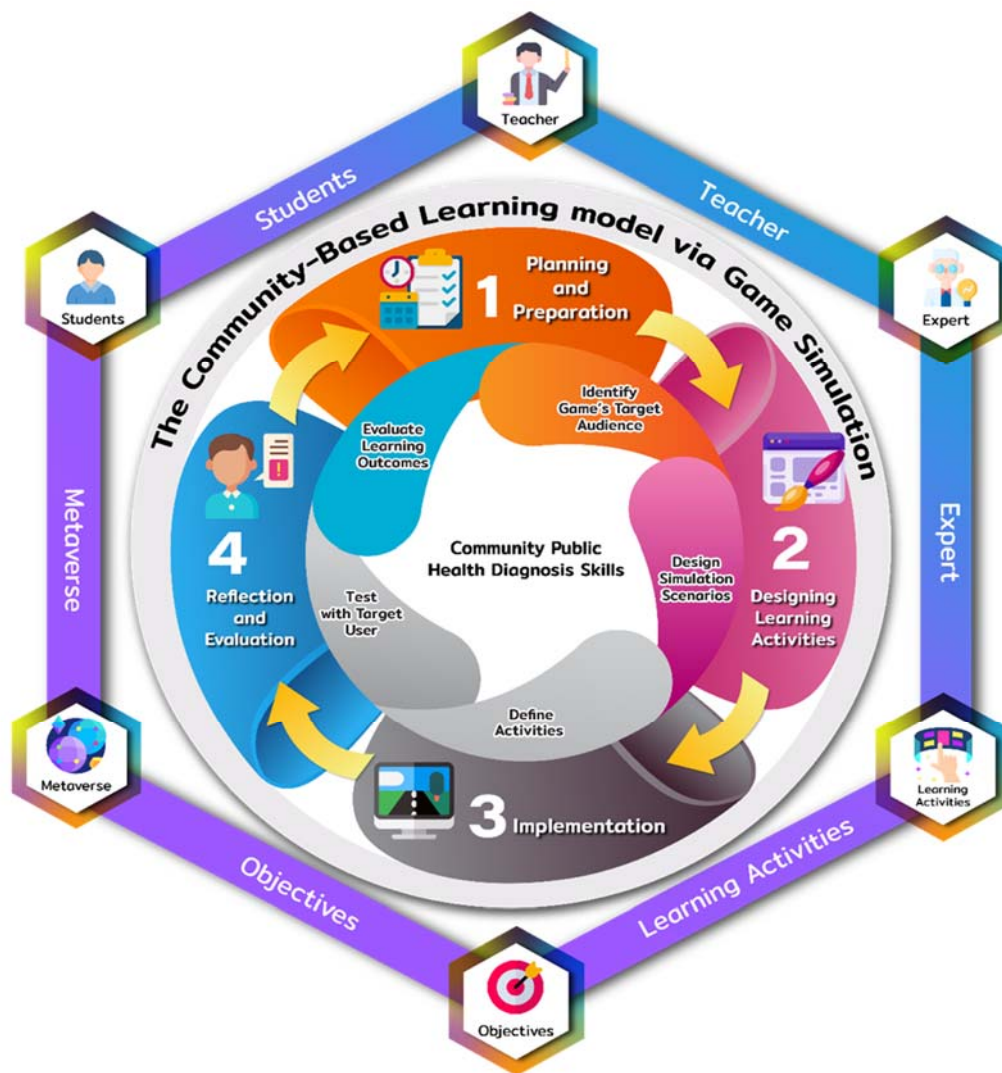 Teacher
Students
Teacher
The Community-Based Learning model via Game Simulation
Students
Expert
1
Planning
and
Preparation
Identify
Game's Target
Audience
Evaluate
Learning
Outcomes
2
Designing
Learning
Activities
Design
Simulation
Scenarios
Community Public
Health Diagnosis Skills
4
Reflection
and
Evaluation
Test
with Target
User
Define
Activities
3
Implementation
Metaverse
Expert
Metaverse
Learning
Activities
Objectives
Learning Activities
Objectives